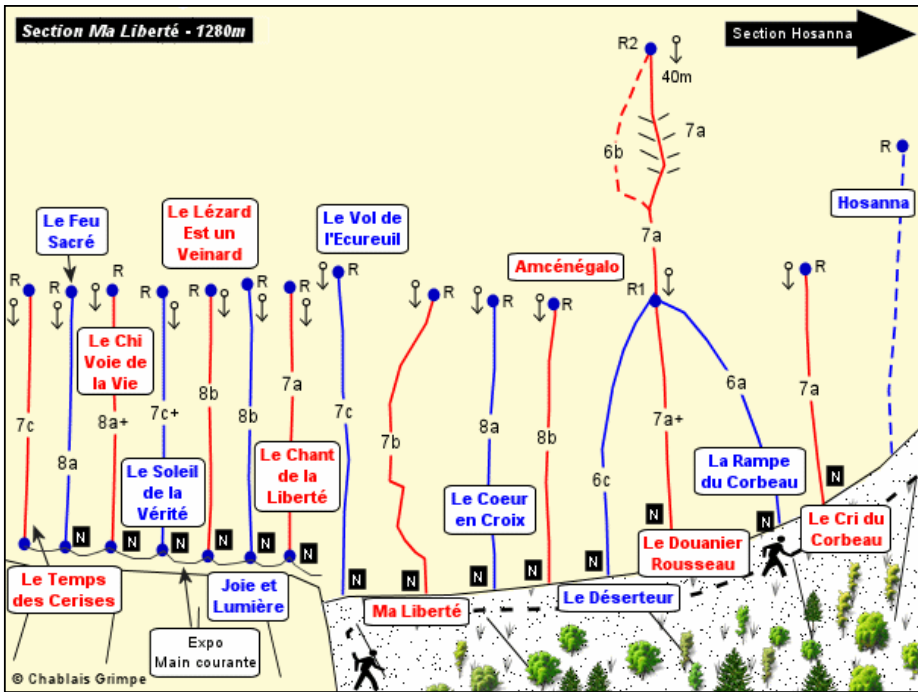 Section Ma Liberté - 1280m
Section Hosanna
R2
40m
7a
6b
R
Hosanna
Le Feu
Sacré
Le Lézard
Est un
Veinard
Le Vol de
l'Ecureuil
7a
Amcénégalo
R
R
R
R
R
R
R
R
R
R
R
R1
R
Le Chi
Voie de
la Vie
7c
8a
8a+
7c+
8b
8b
7a
7c
7b
8a
8b
6c
7a+
6a
7a
Le Soleil
de la
Vérité
Le Chant
de la
Liberté
Le Coeur
en Croix
La Rampe
du Corbeau
N
N
N
N
N
N
N
N
N
N
N
N
N
N
Le Cri du
Corbeau
Le Douanier
Rousseau
Le Temps
des Cerises
Joie et
Lumière
Ma Liberté
Le Déserteur
Expo
Main courante
© Chablais Grimpe